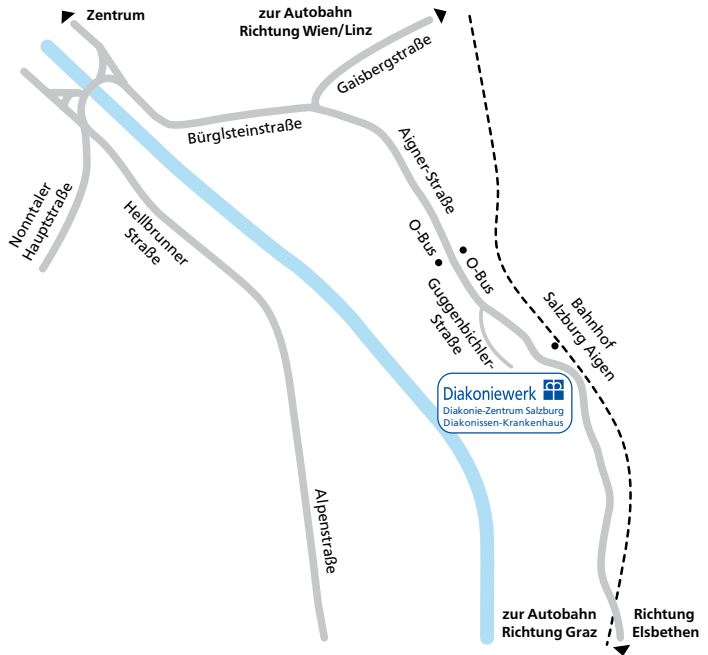 Zentrum
zur Autobahn
Richtung Wien/Linz
Gaisbergstraße
Bürglsteinstraße
Aigner-Straße
Nonntaler
Hauptstraße
Hellbrunner
Straße
O-Bus
O-Bus
Guggenbichler-
Straße
Bahnhof
Salzburg Aigen
Diakoniewerk
Diakonie-Zentrum Salzburg
Diakonissen-Krankenhaus
Alpenstraße
zur Autobahn
Richtung Graz
Richtung
Elsbethen